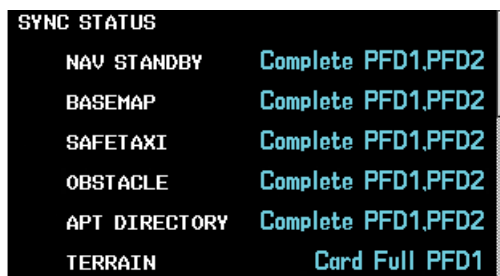 SYNC STATUS
NAV STANDBY Complete PFD1,PFD2
BASEMAP Complete PFD1,PFD2
SAFETAXI Complete PFD1,PFD2
OBSTACLE Complete PFD1,PFD2
APT DIRECTORY Complete PFD1,PFD2
TERRAIN Card Full PFD1